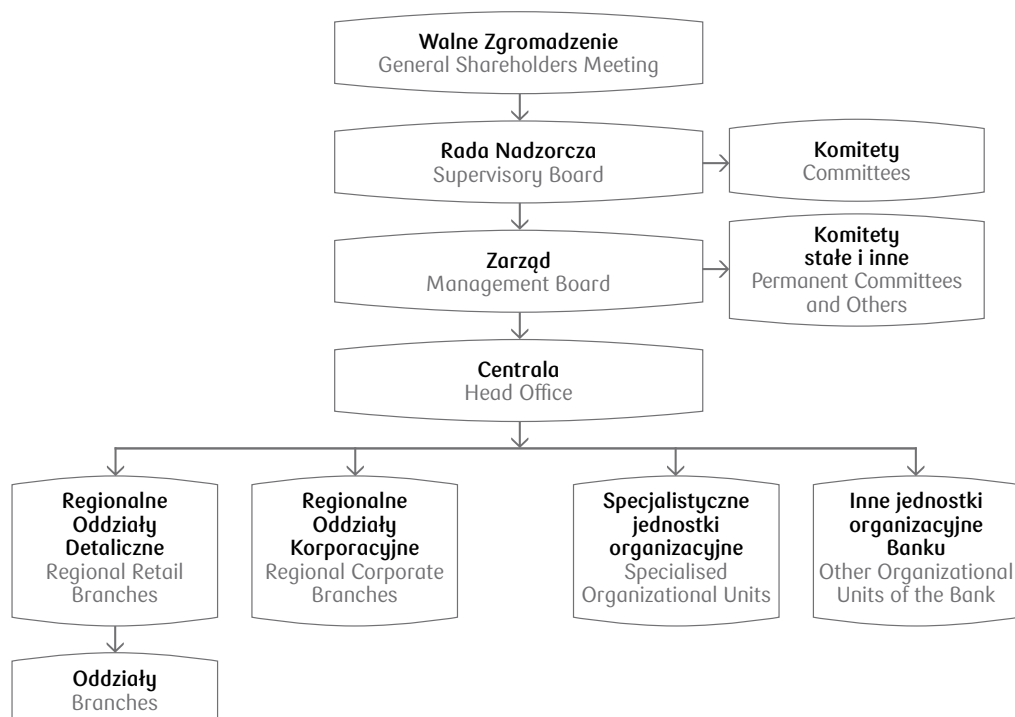 Walne Zgromadzenie
General Shareholders Meeting
Rada Nadzorcza
Supervisory Board
Komitety
Committees
Zarząd
Management Board
Komitety
stałe i inne
Permanent Committees
and Others
Centrala
Head Office
Regionalne
Oddziały
Detaliczne
Regional Retail
Branches
Regionalne
Oddziały
Korporacyjne
Regional Corporate
Branches
Specjalistyczne
jednostki
organizacyjne
Specialised
Organizational Units
Inne jednostki
organizacyjne
Banku
Other Organizational
Units of the Bank
Oddziały
Branches